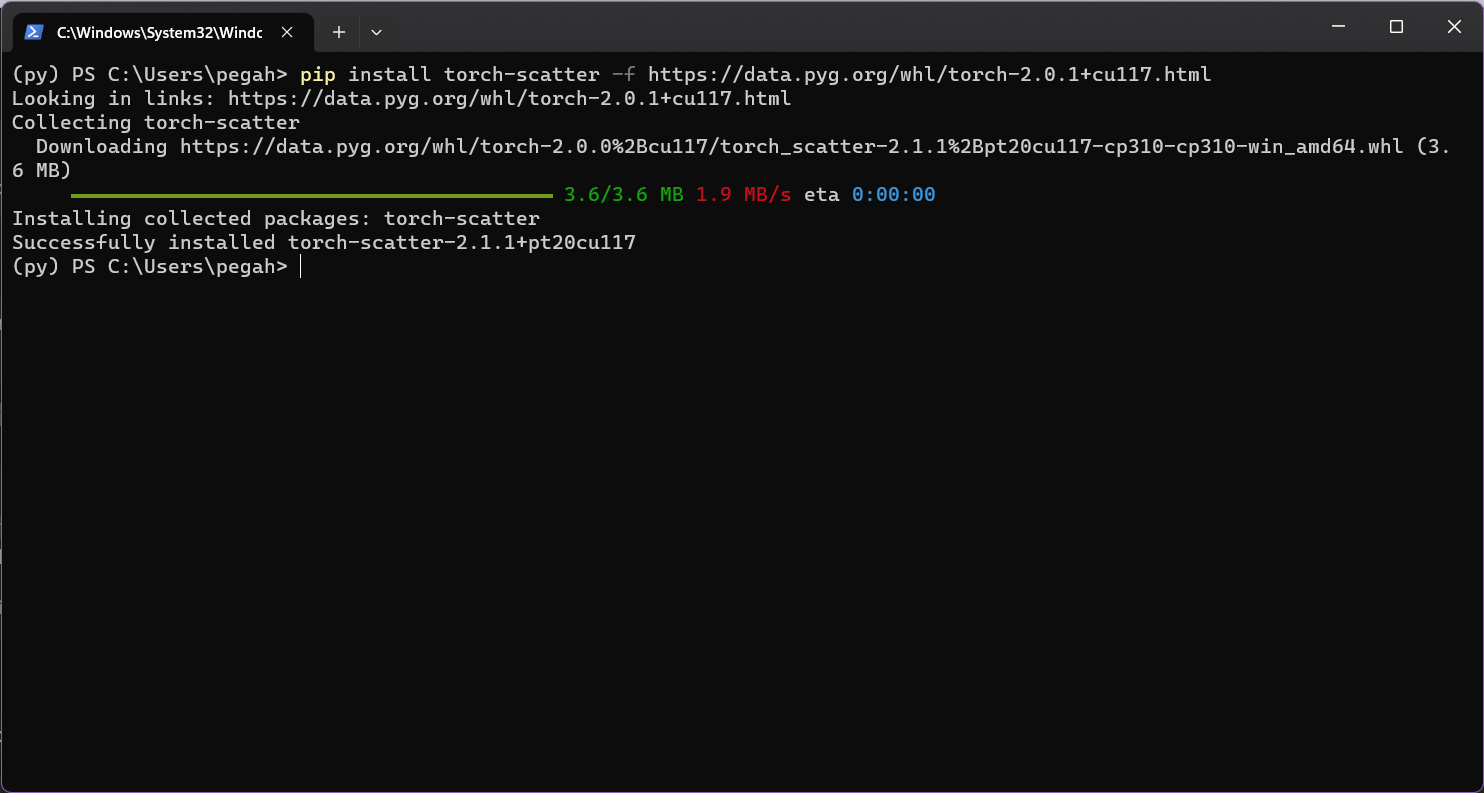 C:\Windows\System32\Windc
(py) PS C:\Users\pegah> pip install torch-scatter -f https://data.pyg.org/whl/torch-2.0.1+cu117.html
Looking in links: https://data.pyg.org/whl/torch-2.0.1+cu117.html
Collecting torch-scatter
  Downloading https://data.pyg.org/whl/torch-2.0.0%2Bcu117/torch_scatter-2.1.1%2Bpt20cu117-cp310-cp310-win_amd64.whl (3.
6 MB)
3.6/3.6 MB 1.9 MB/s eta 0:00:00
Installing collected packages: torch-scatter
Successfully installed torch-scatter-2.1.1+pt20cu117
(py) PS C:\Users\pegah>